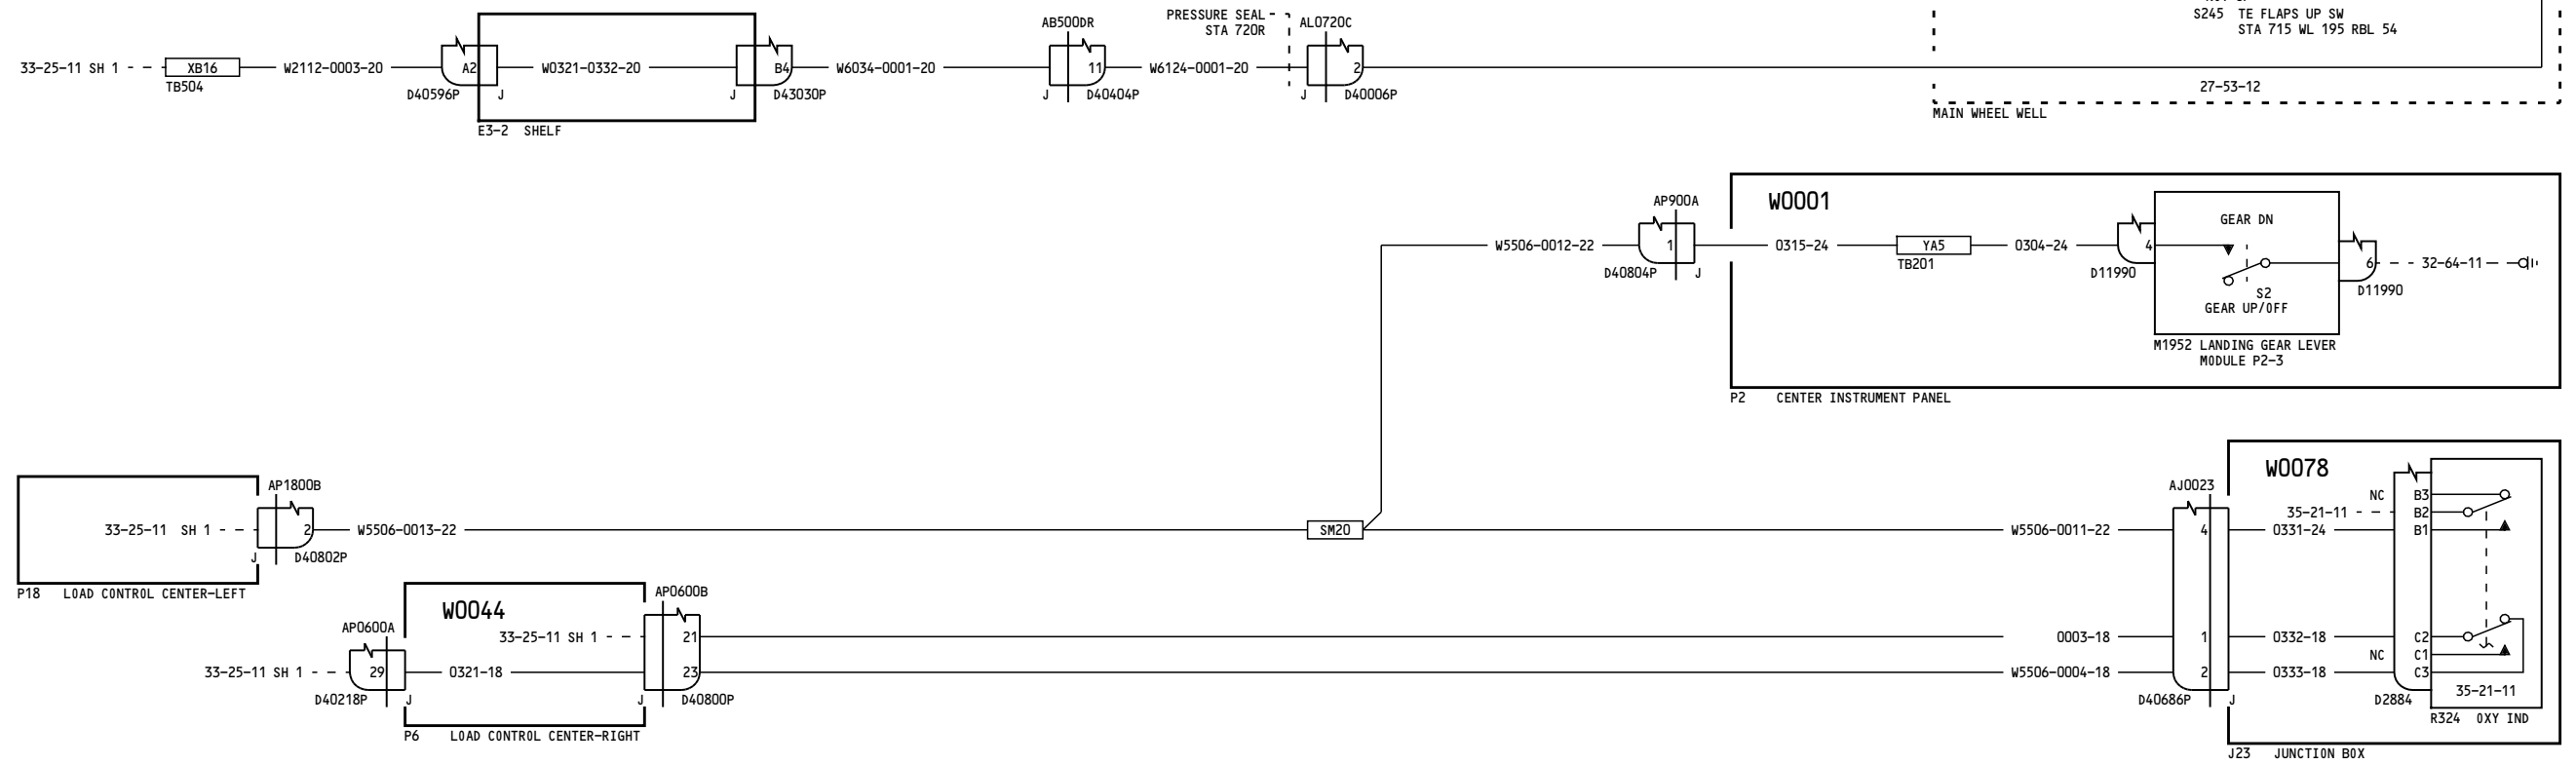 S245 TE FLAPS UP SW
STA 715 WL 195 RBL 54
PRESSURE SEAL
STA 720R
AB500DR
AL0720C
33-25-11 SH 1
XB16
TB504
W2112-0003-20
A2
D40596P
J
W0321-0332-20
J
B4
D43030P
E3-2 SHELF
W6034-0001-20
11
J
D40404P
W6124-0001-20
2
J
D40006P
27-53-12
MAIN WHEEL WELL
AP900A
W0001
W5506-0012-22
1
D40804P
J
0315-24
YA5
TB201
0304-24
4
D11990
GEAR DN
S2
GEAR UP/OFF
6
D11990
32-64-11
M1952 LANDING GEAR LEVER
MODULE P2-3
P2 CENTER INSTRUMENT PANEL
AP1800B
33-25-11 SH 1
2
J
D40802P
W5506-0013-22
SM20
W5506-0011-22
P18 LOAD CONTROL CENTER-LEFT
AP0600A
W0044
AP0600B
33-25-11 SH 1
21
33-25-11 SH 1
29
D40218P
J
0321-18
23
J
D40800P
P6 LOAD CONTROL CENTER-RIGHT
0003-18
W5506-0004-18
AJ0023
W0078
4
1
2
D40686P
J
NC
B3
35-21-11
B2
0331-24
B1
0332-18
C2
NC
C1
0333-18
C3
D2884
35-21-11
R324 OXY IND
J23 JUNCTION BOX